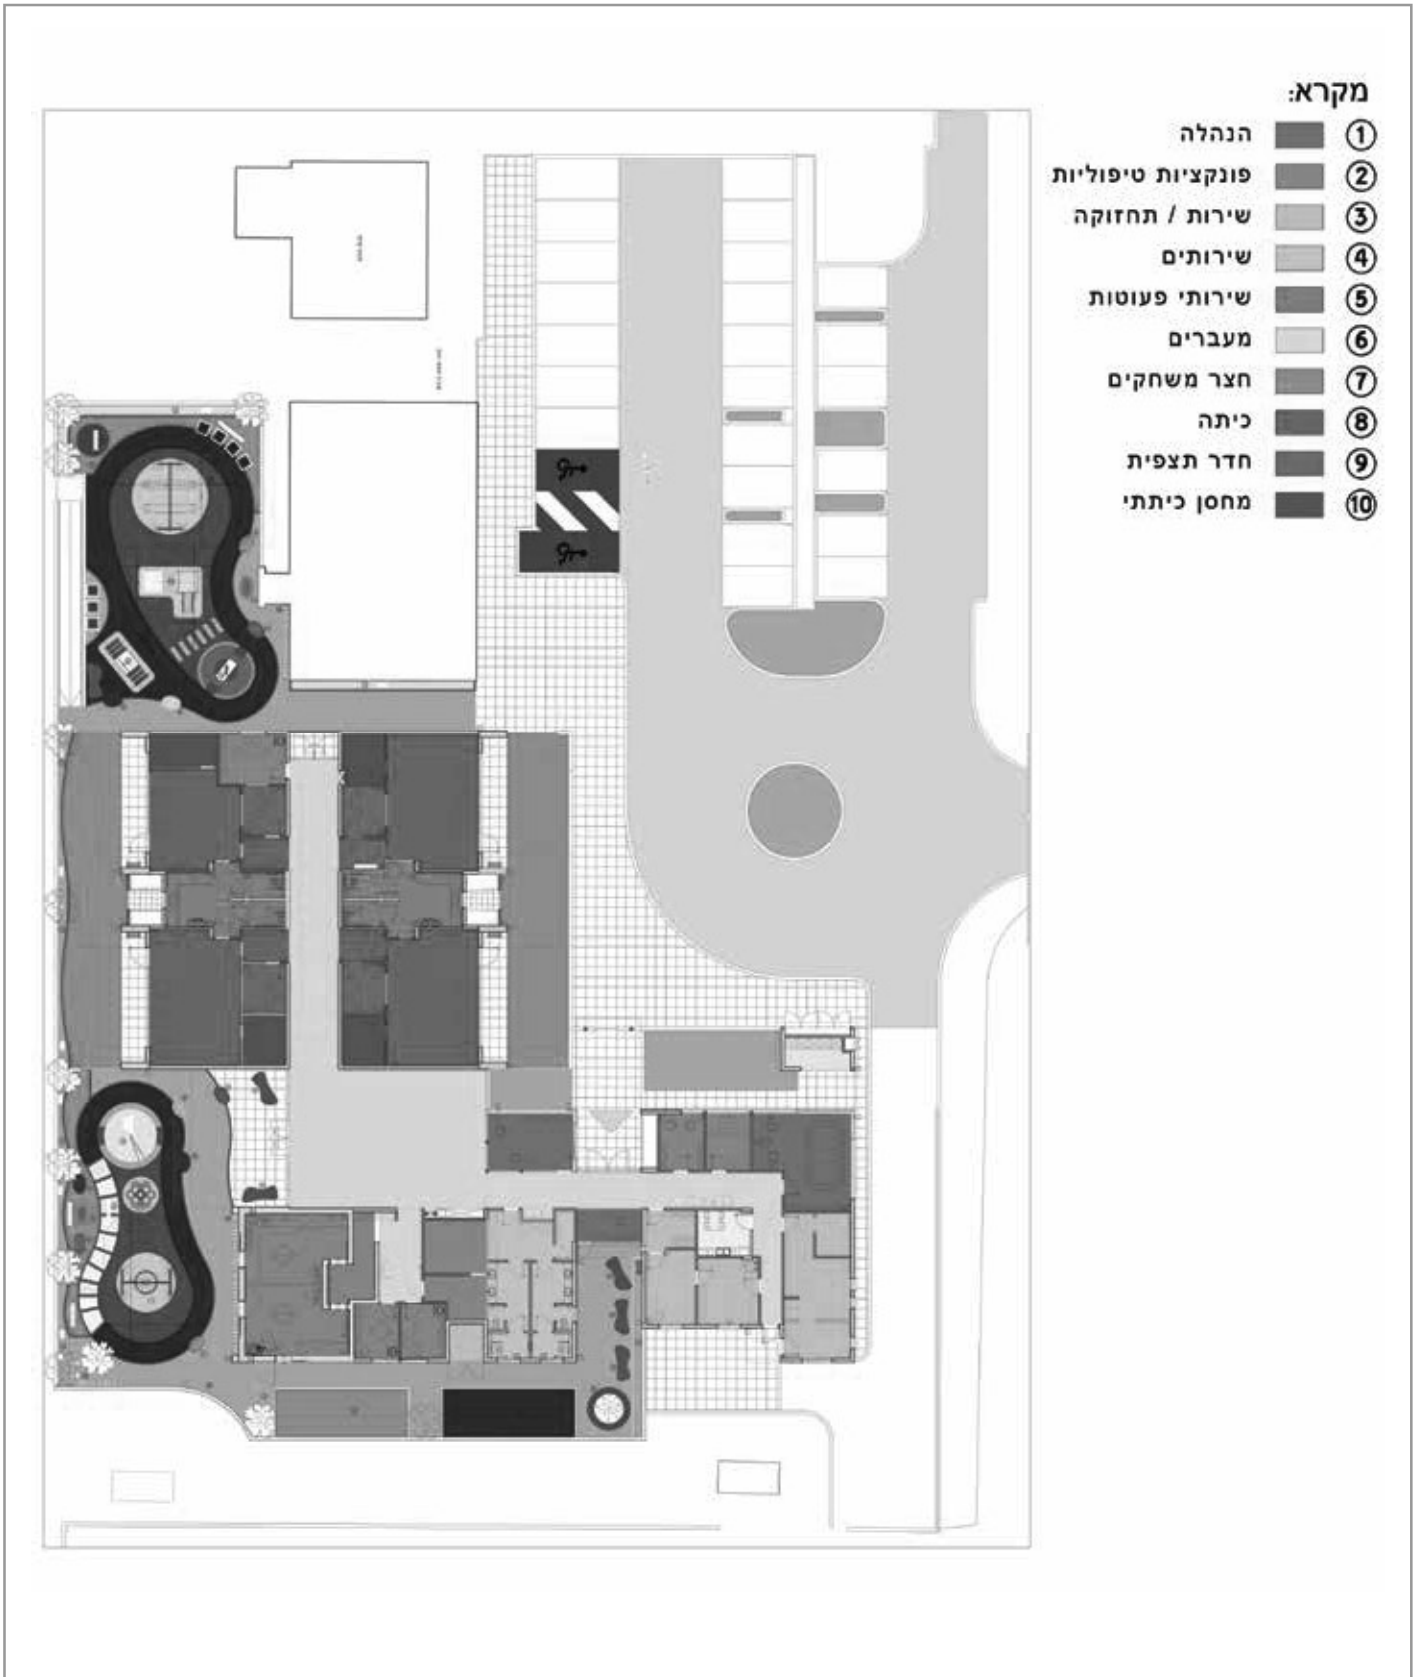 מקרא:
① הנהלה
② פונקציות טיפוליות
③ שירות / תחזוקה
④ שירותים
⑤ שירותי פעוטות
⑥ מעברים
⑦ חצר משחקים
⑧ כיתה
⑨ חדר תצפית
⑩ מחסן כיתתי